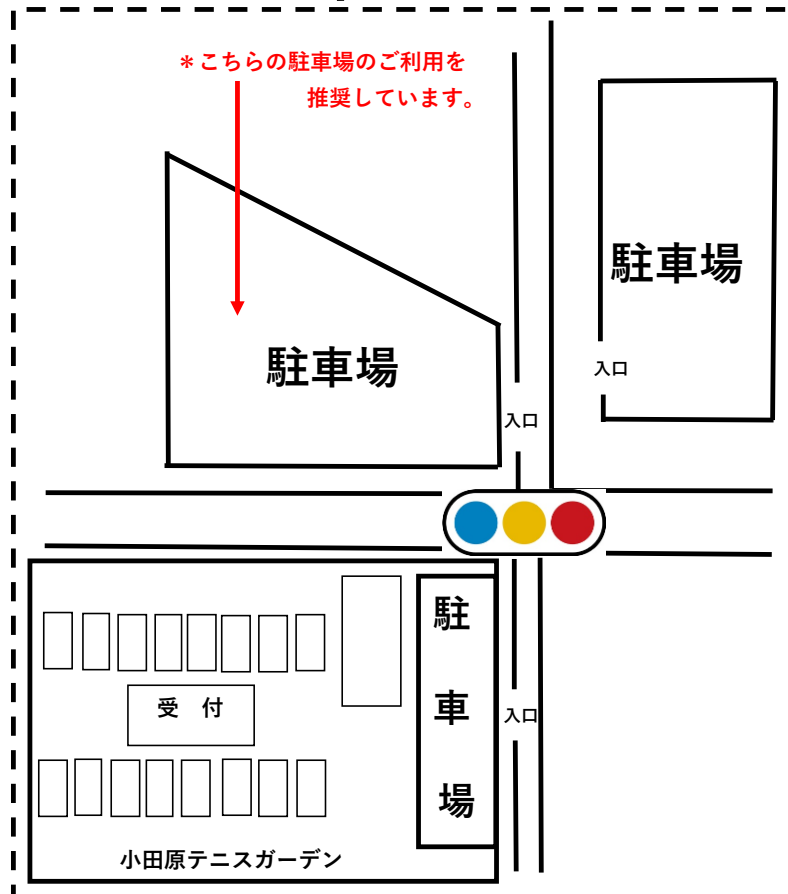 ＊こちらの駐車場のご利用を
推奨しています。
駐車場
駐車場
入口
入口
駐車場
受　付
入口
小田原テニスガーデン